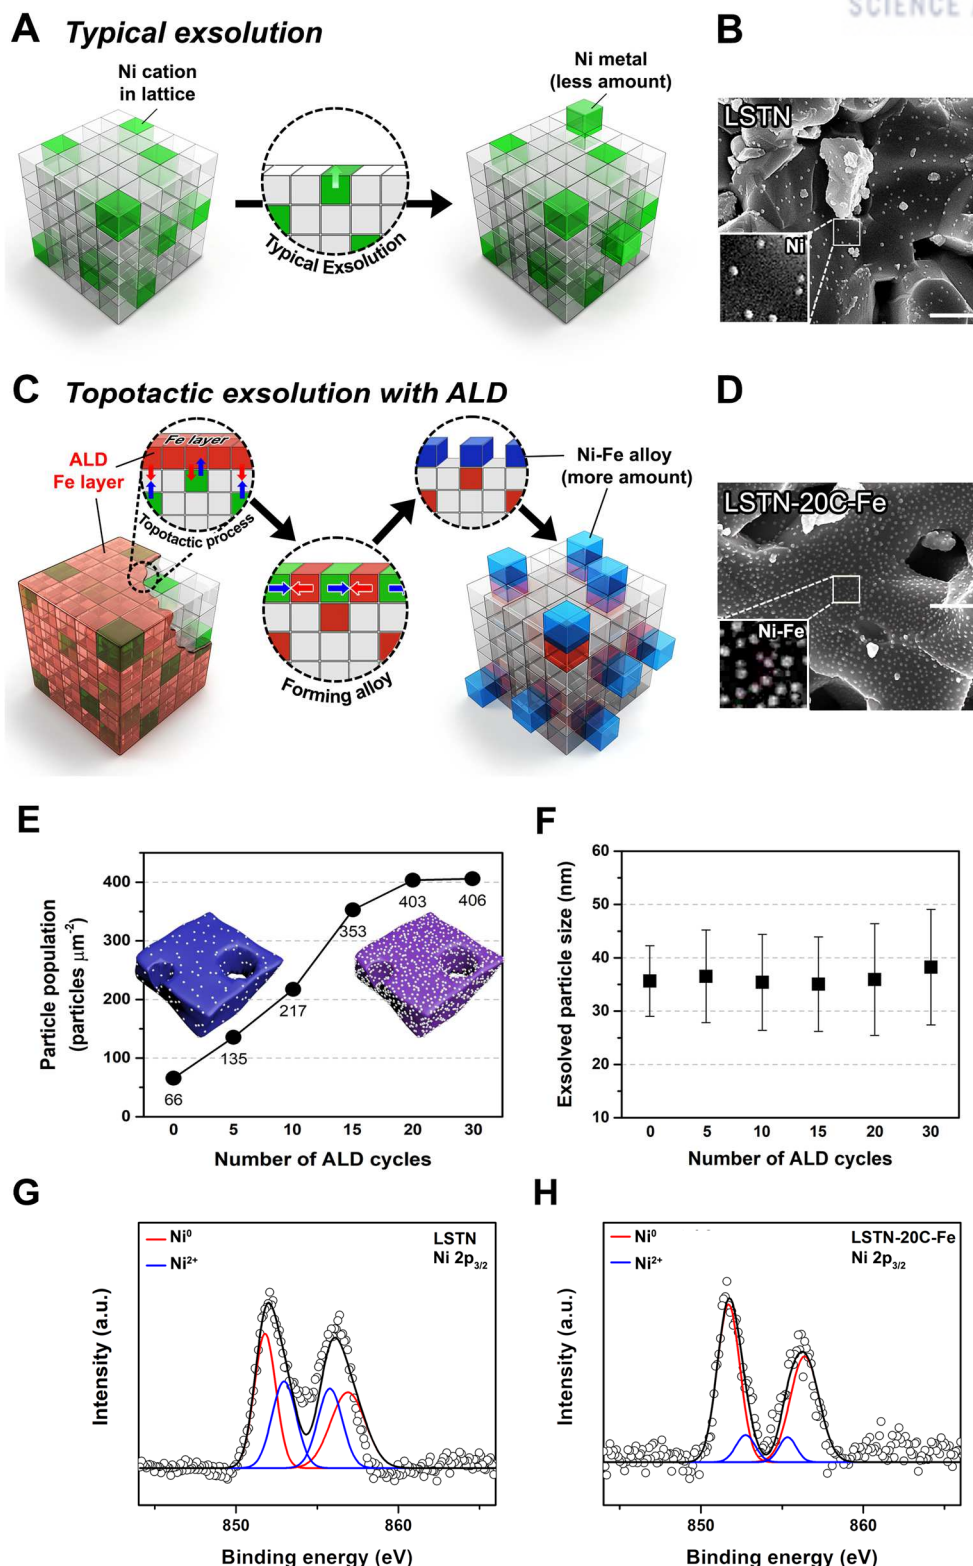 SCIENCE
A Typical exsolution
Ni cation
in lattice
Typical Exsolution
Ni metal
(less amount)
B
LSTN
Ni
C Topotactic exsolution with ALD
ALD
Fe layer
Fe layer
Topotactic process
Forming alloy
Ni-Fe alloy
(more amount)
D
LSTN-20C-Fe
Ni-Fe
E
Particle population
(particles μm⁻²)
400
300
200
100
0
66
135
217
353
403
406
0 5 10 15 20 30
Number of ALD cycles
F
Exsolved particle size (nm)
60
50
40
30
20
10
0 5 10 15 20 30
Number of ALD cycles
G
Intensity (a.u.)
Ni⁰
Ni²⁺
LSTN
Ni 2p₃/₂
850 860
Binding energy (eV)
H
Intensity (a.u.)
Ni⁰
Ni²⁺
LSTN-20C-Fe
Ni 2p₃/₂
850 860
Binding energy (eV)